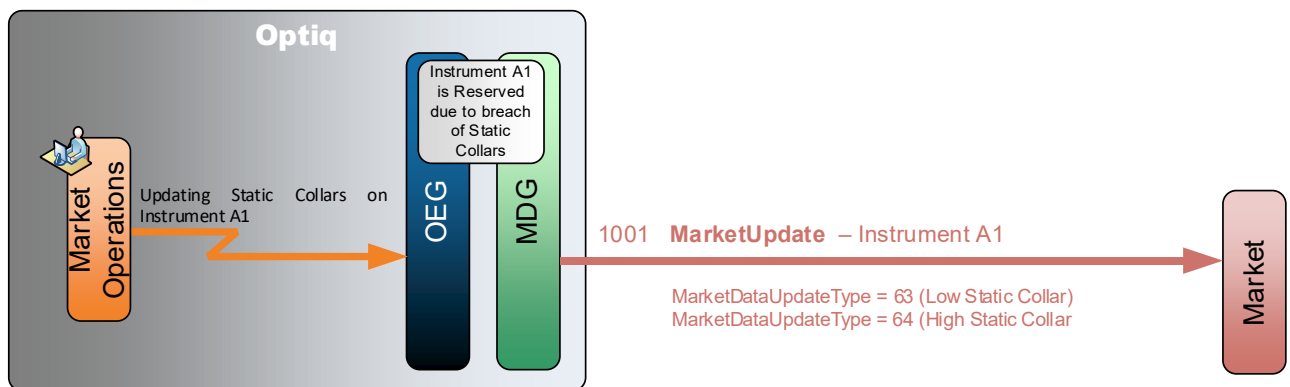 Optiq
Instrument A1
is Reserved
due to breach
of Static
Collars
Market
Operations
Updating Static Collars on
Instrument A1
OEG
MDG
1001 MarketUpdate – Instrument A1
MarketDataUpdateType = 63 (Low Static Collar)
MarketDataUpdateType = 64 (High Static Collar
Market